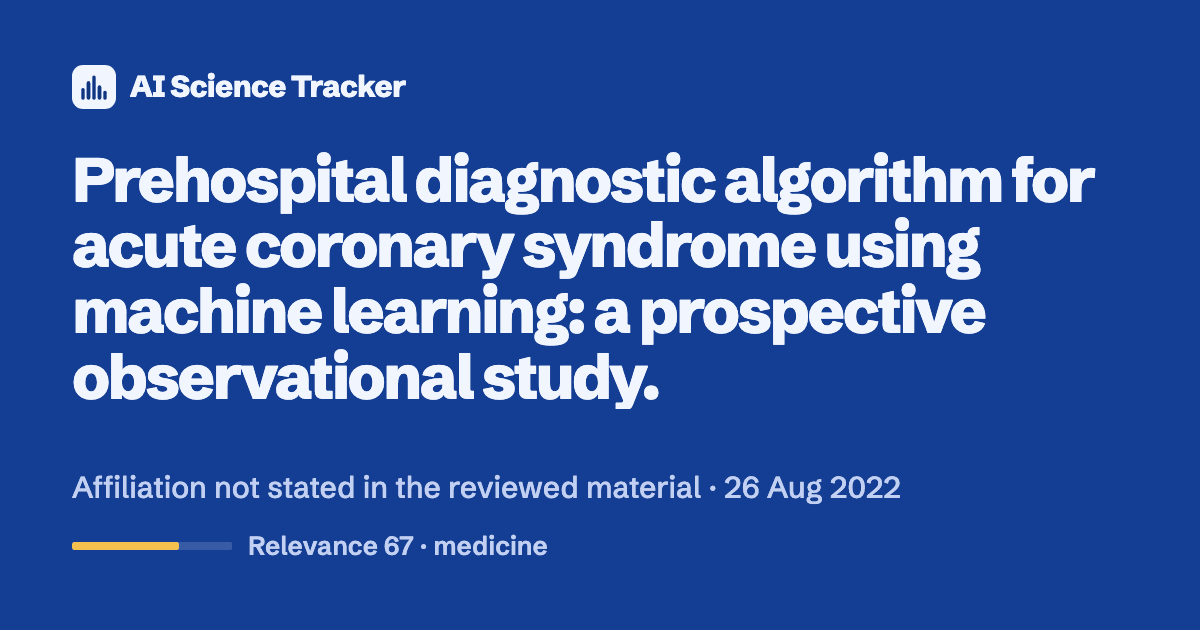 AI Science Tracker
Prehospital diagnostic algorithm for
acute coronary syndrome using
machine learning: a prospective
observational study.
Affiliation not stated in the reviewed material · 26 Aug 2022
Relevance 67 · medicine